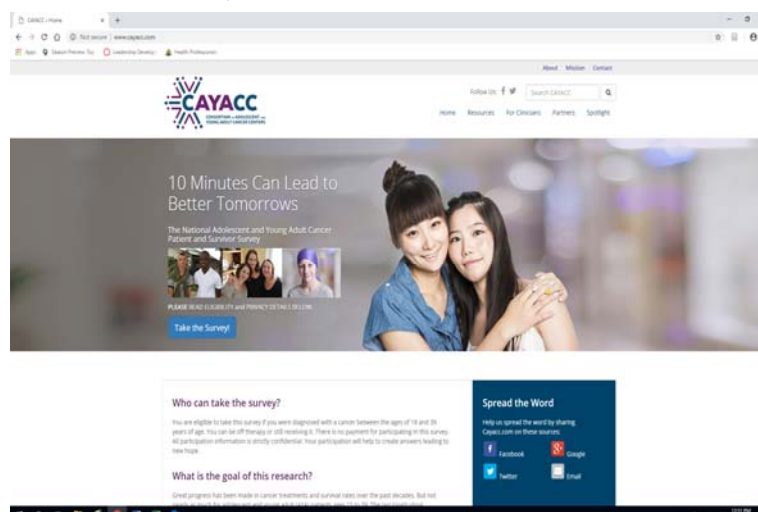 CAYACC - Home
Not secure | www.cayacc.com
Apps
Season Preview Toy
Leadership Develop
Health Professional
About Mission Contact
Follow Us:
Search CAYACC
CAYACC
CONSORTIUM of ADOLESCENT and
YOUNG ADULT CANCER CENTERS
Home Resources For Clinicians Partners Spotlight
10 Minutes Can Lead to
Better Tomorrows
The National Adolescent and Young Adult Cancer
Patient and Survivor Survey
PLEASE READ ELIGIBILITY and PRIVACY DETAILS BELOW.
Take the Survey!
Who can take the survey?
You are eligible to take this survey if you were diagnosed with a cancer between the ages of 18 and 39
years of age. You can be off therapy or still receiving it. There is no payment for participating in this survey.
All participation information is strictly confidential. Your participation will help to create answers leading to
new hope.
What is the goal of this research?
Great progress has been made in cancer treatments and survival rates over the past decades. But not
Spread the Word
Help us spread the word by sharing
Cayacc.com on these sources:
Facebook
Google
Twitter
Email